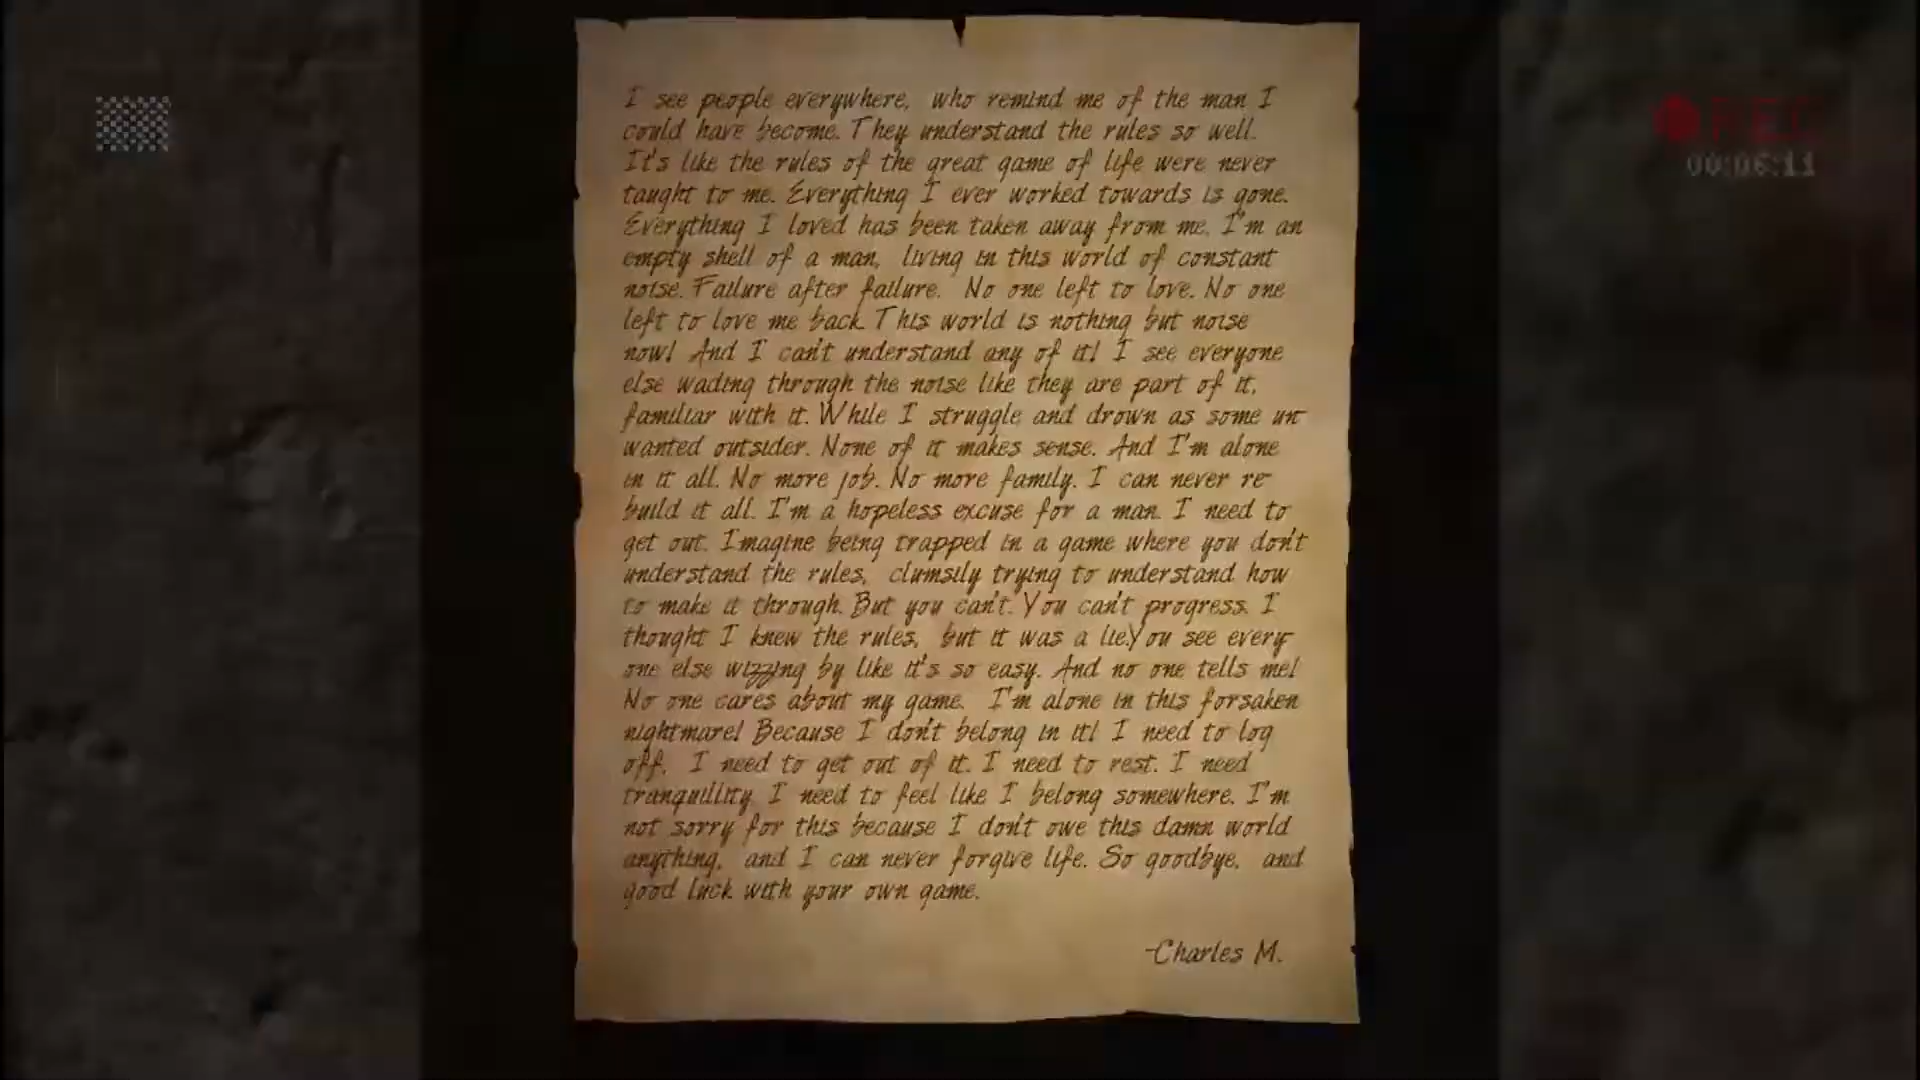 REC
00:06:11
I see people everywhere, who remind me of the man I
could have become. They understand the rules so well.
It's like the rules of the great game of life were never
taught to me. Everything I ever worked towards is gone.
Everything I loved has been taken away from me. I'm an
empty shell of a man, living in this world of constant
noise. Failure after failure. No one left to love. No one
left to love me back. This world is nothing but noise
now! And I can't understand any of it! I see everyone
else wading through the noise like they are part of it,
familiar with it. While I struggle and drown as some un-
wanted outsider. None of it makes sense. And I'm alone
in it all. No more job. No more family. I can never re-
build it all. I'm a hopeless excuse for a man. I need to
get out. Imagine being trapped in a game where you don't
understand the rules, clumsily trying to understand how
to make it through. But you can't. You can't progress. I
thought I knew the rules, but it was a lie.You see every-
one else wizzing by like it's so easy. And no one tells me!
No one cares about my game. I'm alone in this forsaken
nightmare! Because I don't belong in it! I need to log
off. I need to get out of it. I need to rest. I need
tranquillity. I need to feel like I belong somewhere. I'm
not sorry for this because I don't owe this damn world
anything, and I can never forgive life. So goodbye, and
good luck with your own game.
-Charles M.